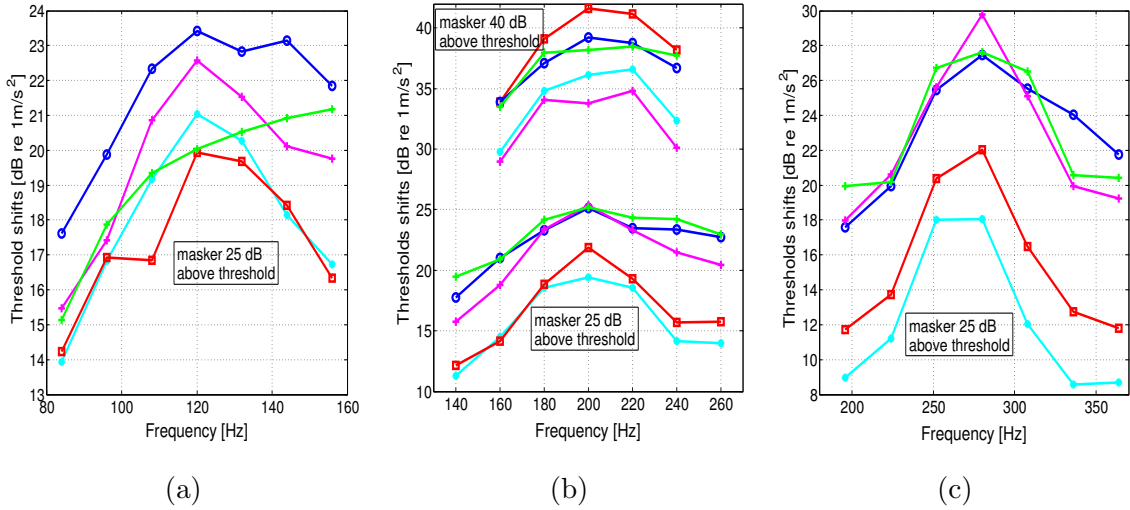 24
23
22
21
20
19
18
17
16
15
14
13
80 100 120 140 160
Threshold shifts [dB re 1m/s 2]
Frequency [Hz]
masker 25 dB
above threshold
(a)
40
35
30
25
20
15
10
140 160 180 200 220 240 260
Thresholds shifts [dB re 1m/s 2]
Frequency [Hz]
masker 40 dB
above threshold
masker 25 dB
above threshold
(b)
30
28
26
24
22
20
18
16
14
12
10
8
200 250 300 350
Thresholds shifts [dB re 1m/s 2]
Frequency [Hz]
masker 25 dB
above threshold
(c)